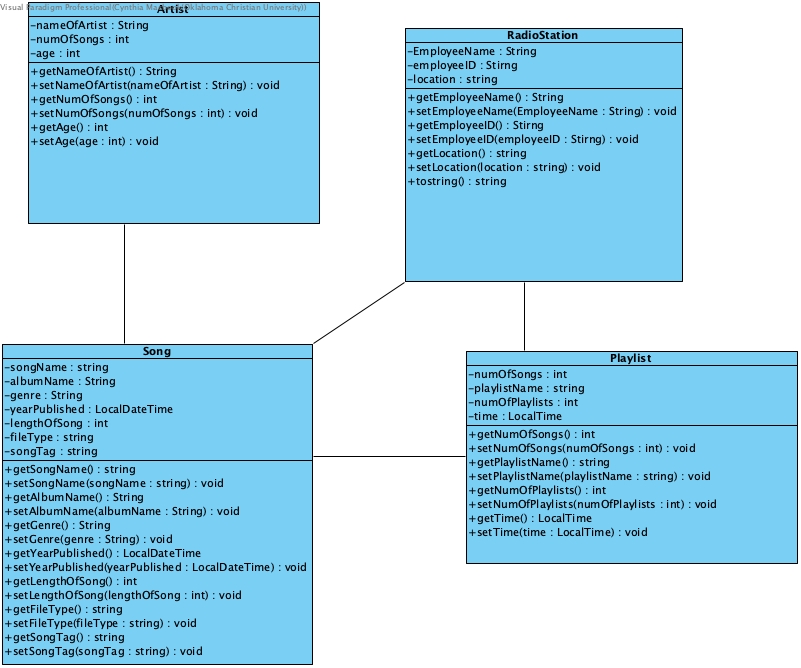 Visual Paradigm Professional(Cynthia Ma Oklahoma Christian University))
Artist
-nameOfArtist : String
-numOfSongs : int
-age : int
+getNameOfArtist() : String
+setNameOfArtist(nameOfArtist : String) : void
+getNumOfSongs() : int
+setNumOfSongs(numOfSongs : int) : void
+getAge() : int
+setAge(age : int) : void
RadioStation
-EmployeeName : String
-employeeID : Stirng
-location : string
+getEmployeeName() : String
+setEmployeeName(EmployeeName : String) : void
+getEmployeeID() : Stirng
+setEmployeeID(employeeID : Stirng) : void
+getLocation() : string
+setLocation(location : string) : void
+tostring() : string
Song
-songName : string
-albumName : String
-genre : String
-yearPublished : LocalDateTime
-lengthOfSong : int
-fileType : string
-songTag : string
+getSongName() : string
+setSongName(songName : string) : void
+getAlbumName() : String
+setAlbumName(albumName : String) : void
+getGenre() : String
+setGenre(genre : String) : void
+getYearPublished() : LocalDateTime
+setYearPublished(yearPublished : LocalDateTime) : void
+getLengthOfSong() : int
+setLengthOfSong(lengthOfSong : int) : void
+getFileType() : string
+setFileType(fileType : string) : void
+getSongTag() : string
+setSongTag(songTag : string) : void
Playlist
-numOfSongs : int
-playlistName : string
-numOfPlaylists : int
-time : LocalTime
+getNumOfSongs() : int
+setNumOfSongs(numOfSongs : int) : void
+getPlaylistName() : string
+setPlaylistName(playlistName : string) : void
+getNumOfPlaylists() : int
+setNumOfPlaylists(numOfPlaylists : int) : void
+getTime() : LocalTime
+setTime(time : LocalTime) : void